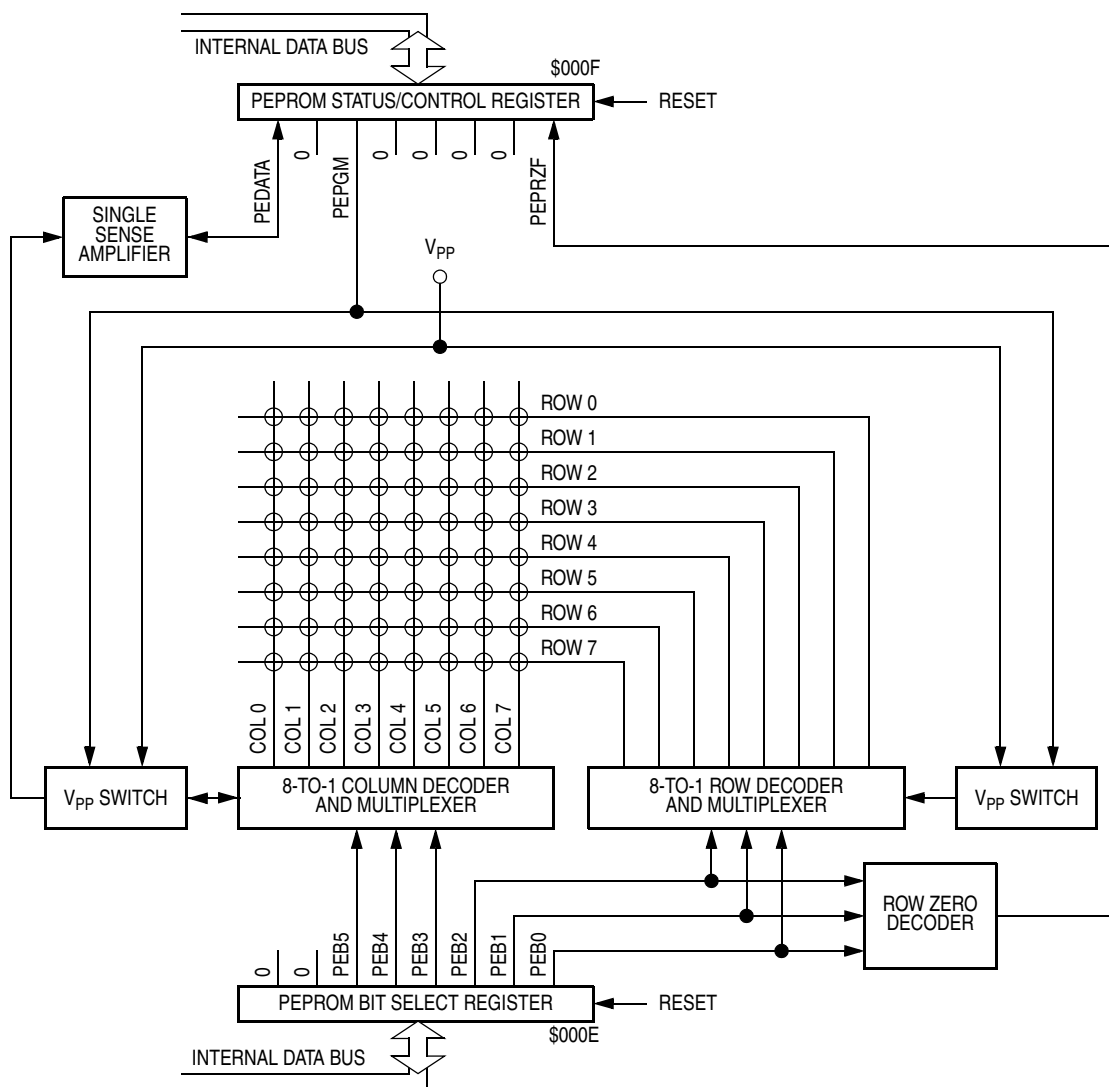 INTERNAL DATA BUS
$000F
PEPROM STATUS/CONTROL REGISTER
RESET
PEDATA
0
PEPGM
0
0
0
0
PEPRZF
SINGLE
SENSE
AMPLIFIER
VPP
ROW 0
ROW 1
ROW 2
ROW 3
ROW 4
ROW 5
ROW 6
ROW 7
COL 0
COL 1
COL 2
COL 3
COL 4
COL 5
COL 6
COL 7
VPP SWITCH
8-TO-1 COLUMN DECODER
AND MULTIPLEXER
8-TO-1 ROW DECODER
AND MULTIPLEXER
VPP SWITCH
ROW ZERO
DECODER
0
0
PEB5
PEB4
PEB3
PEB2
PEB1
PEB0
PEPROM BIT SELECT REGISTER
RESET
$000E
INTERNAL DATA BUS